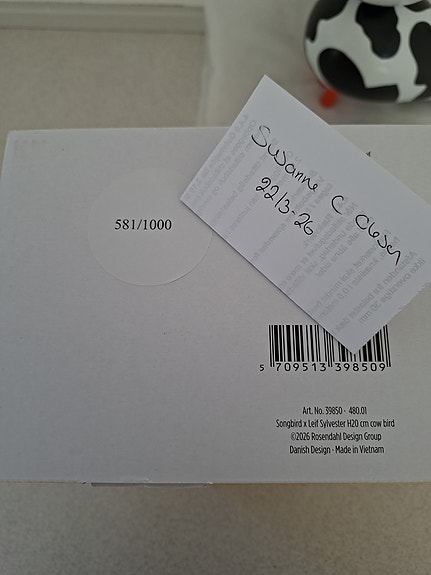 581/1000
Susanne C Olesen
22/3-26
5 709513 398509
Art. No. 39850 · 480.01
Songbird x Leif Sylvester H20 cm cow bird
©2026 Rosendahl Design Group
Danish Design · Made in Vietnam